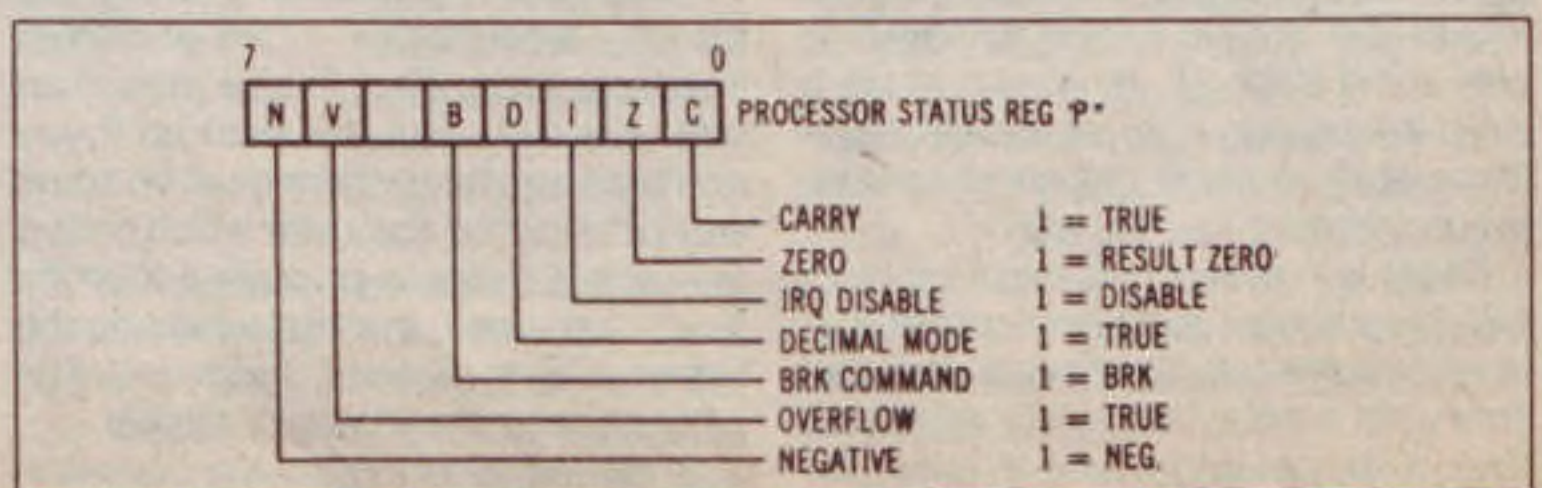 7 0
N V B D I Z C PROCESSOR STATUS REG "P"
CARRY 1 = TRUE
ZERO 1 = RESULT ZERO
IRQ DISABLE 1 = DISABLE
DECIMAL MODE 1 = TRUE
BRK COMMAND 1 = BRK
OVERFLOW 1 = TRUE
NEGATIVE 1 = NEG.